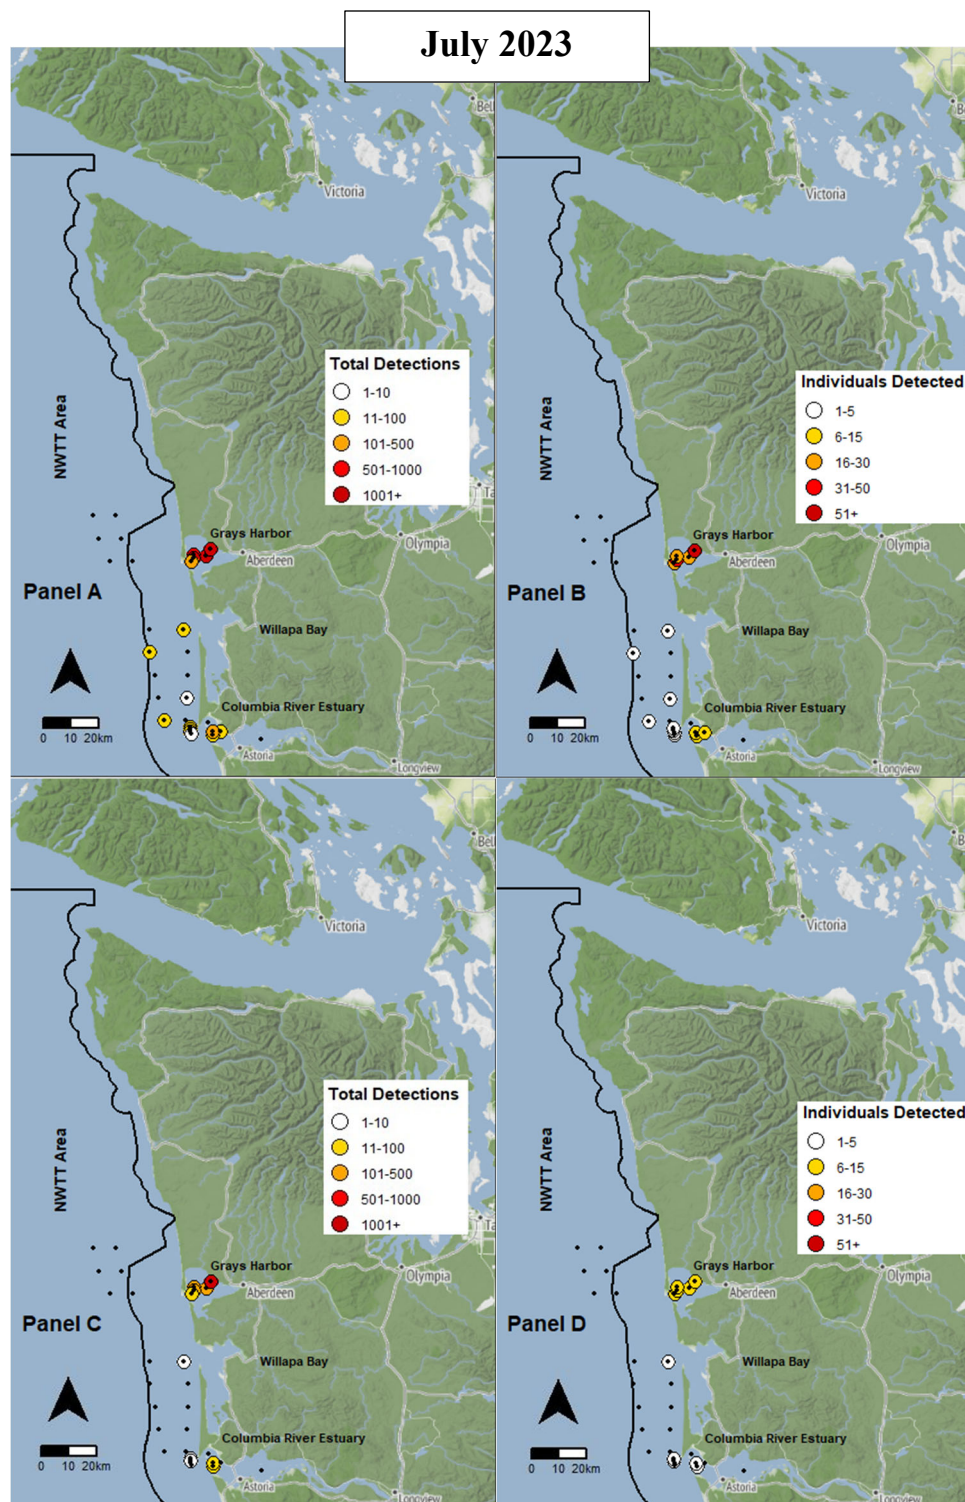 July 2023
Bel
Victoria
NWTT Area
Total Detections
1-10
11-100
101-500
501-1000
1001+
Ta
Grays Harbor
Aberdeen
Olympia
Panel A
Willapa Bay
Columbia River Estuary
0 10 20km
Astoria
Longview
B
Victoria
NWTT Area
Individuals Detected
1-5
6-15
16-30
31-50
51+
Grays Harbor
Aberdeen
Olympia
Panel B
Willapa Bay
Columbia River Estuary
0 10 20km
Astoria
Longview
Bel
Victoria
NWTT Area
Total Detections
1-10
11-100
101-500
501-1000
1001+
Ta
Grays Harbor
Aberdeen
Olympia
Panel C
Willapa Bay
Columbia River Estuary
0 10 20km
Astoria
Longview
B
Victoria
NWTT Area
Individuals Detected
1-5
6-15
16-30
31-50
51+
Grays Harbor
Aberdeen
Olympia
Panel D
Willapa Bay
Columbia River Estuary
0 10 20km
Astoria
Longview